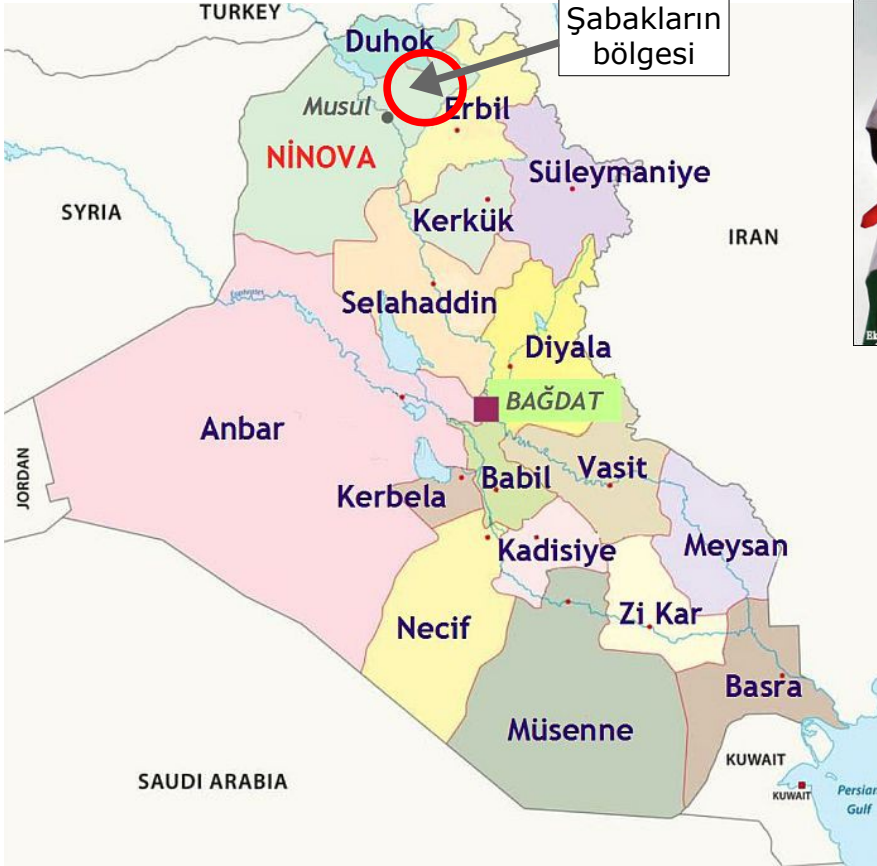 TURKEY
Şabakların
bölgesi
Duhok
Musul
Erbil
NİNOVA
Süleymaniye
SYRIA
Kerkük
IRAN
Euphrates
Selahaddin
Diyala
BAĞDAT
Anbar
JORDAN
Babil
Vasit
Kerbela
Kadisiye
Meysan
Necif
Zi Kar
Basra
Müsenne
KUWAIT
SAUDI ARABIA
KUWAIT
Persian
Gulf